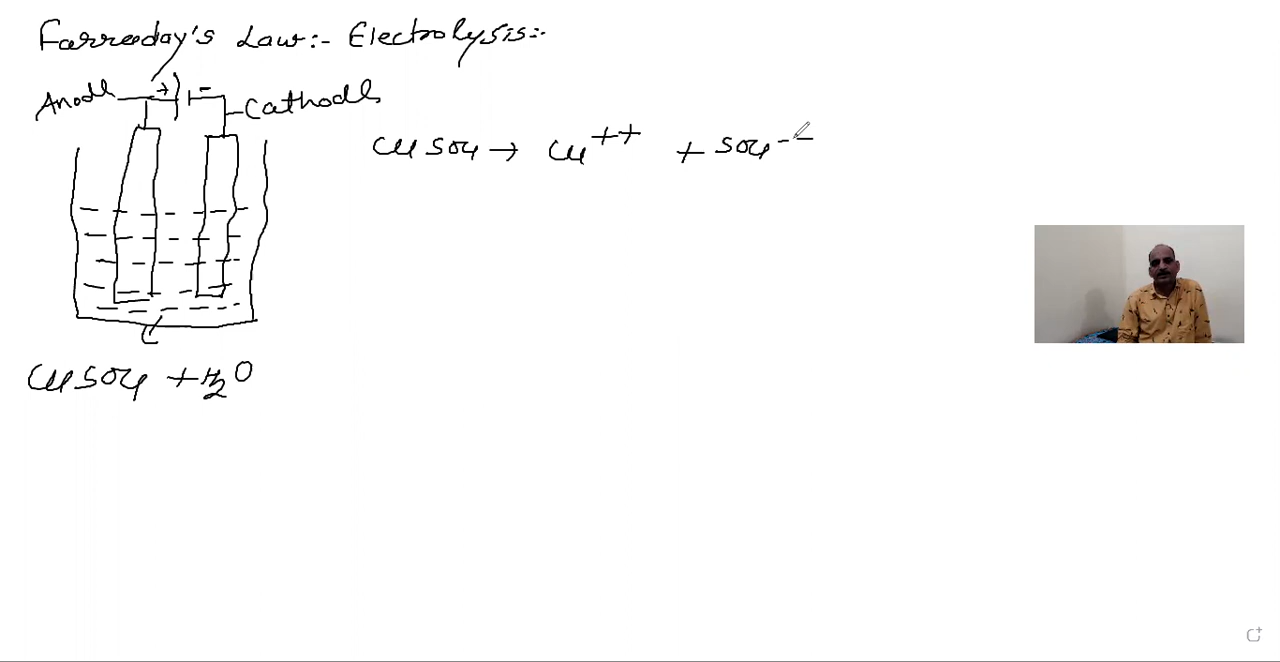 Farreday's Law:- Electrolysis:-
Anode + - Cathode
CuSO4 → Cu++ + SO4--
CuSO4 + H2O